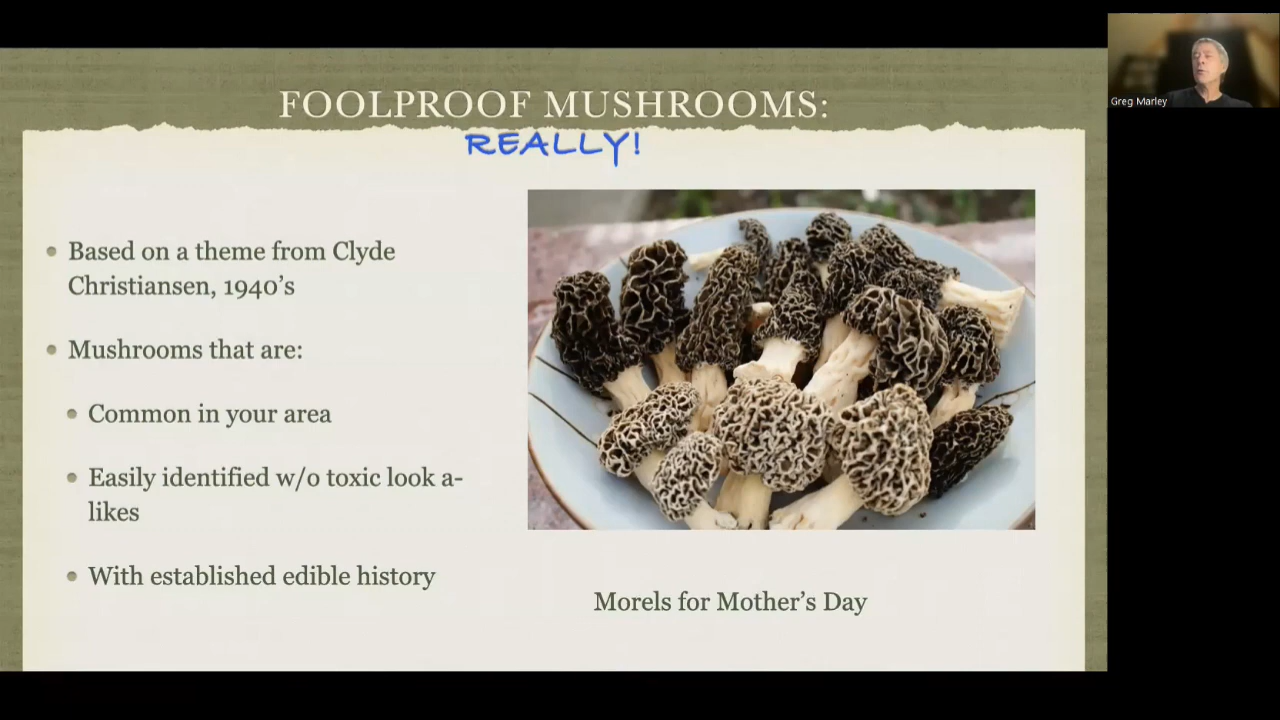 FOOLPROOF MUSHROOMS:
REALLY!
Greg Marley
Based on a theme from Clyde
Christiansen, 1940's
Mushrooms that are:
Common in your area
Easily identified w/o toxic look a-
likes
With established edible history
Morels for Mother's Day